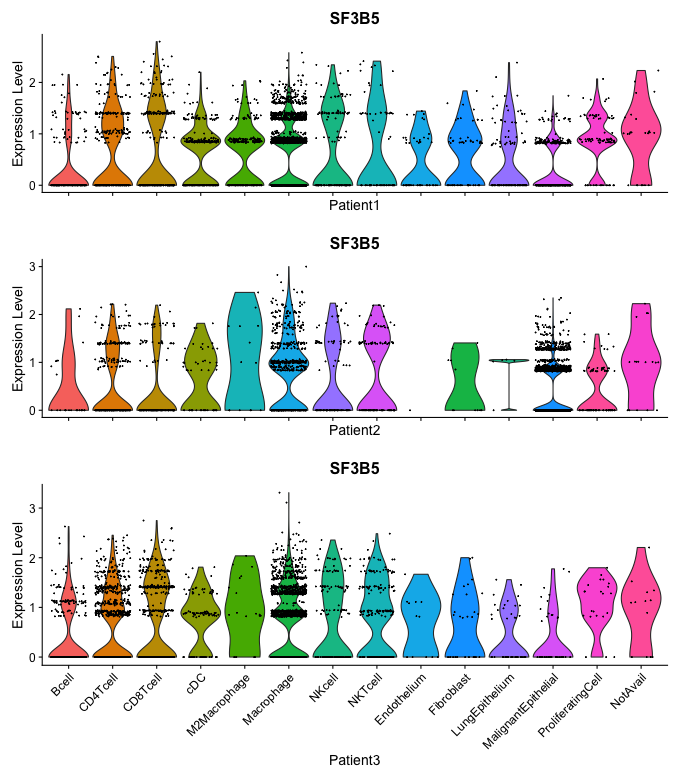 SF3B5
Expression Level
2
1
0
Patient1
SF3B5
Expression Level
3
2
1
0
Patient2
SF3B5
Expression Level
3
2
1
0
Bcell
CD4Tcell
CD8Tcell
cDC
M2Macrophage
Macrophage
NKcell
NKTcell
Endothelium
Fibroblast
LungEpithelium
MalignantEpithelial
ProliferatingCell
NotAvail
Patient3